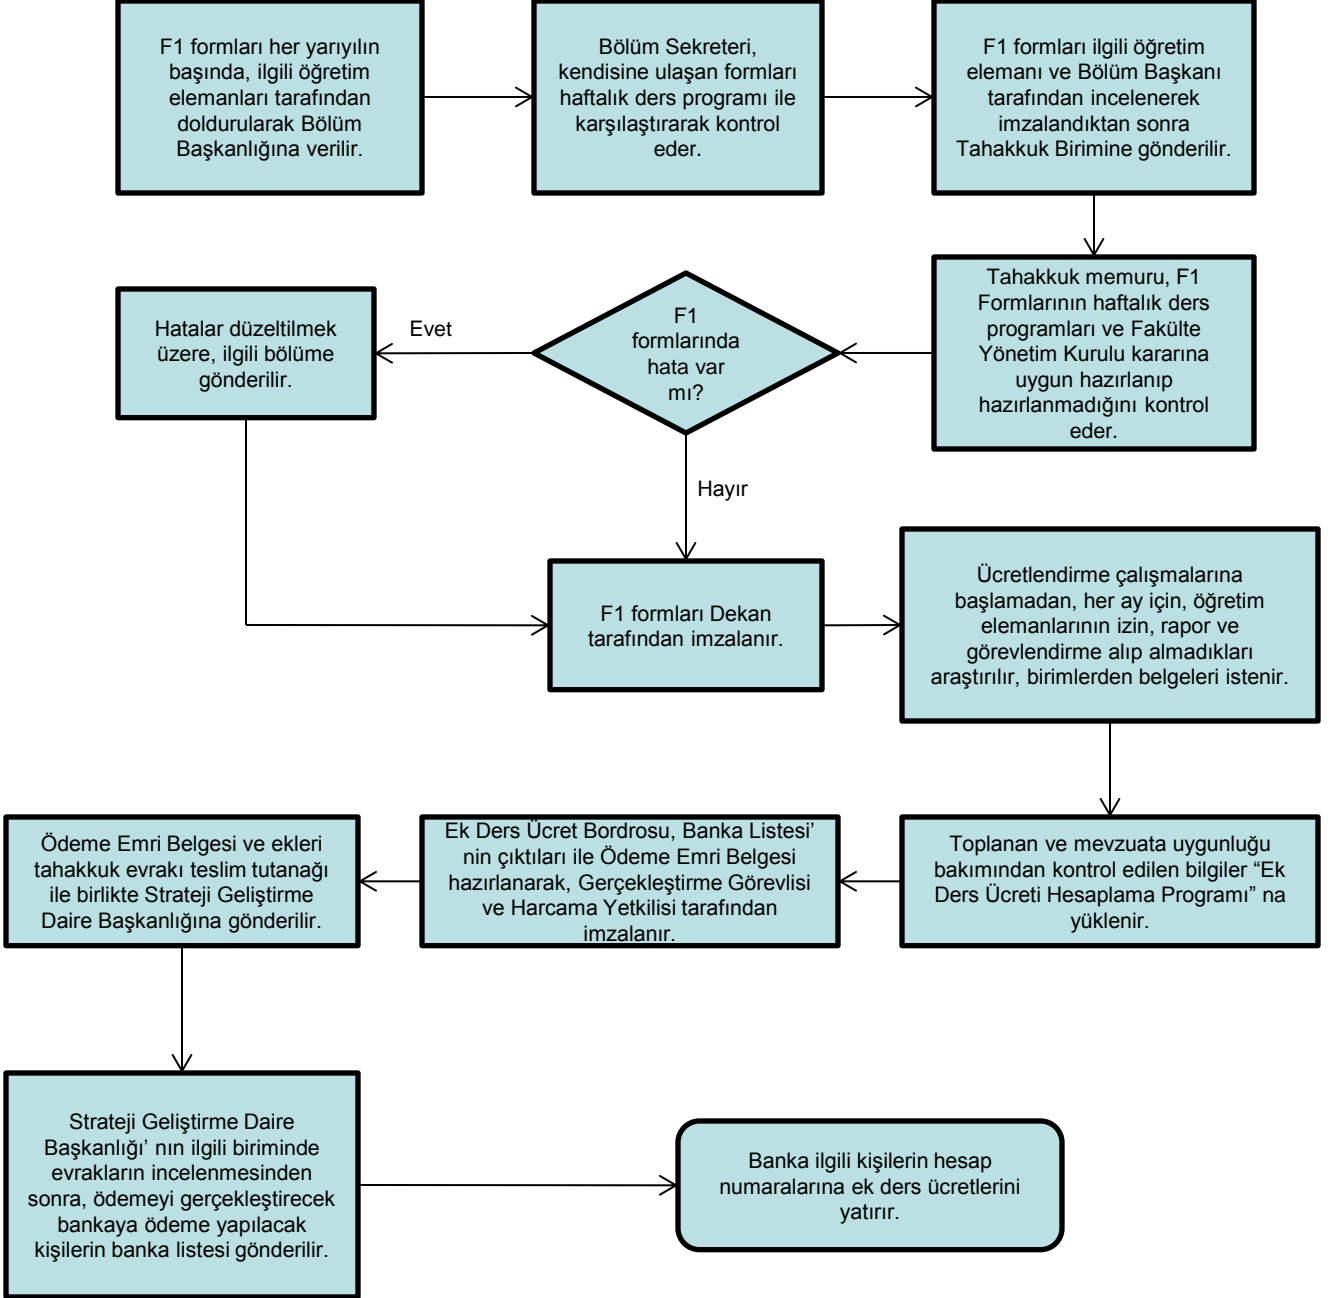 F1 formları her yarıyılın
başında, ilgili öğretim
elemanları tarafından
doldurularak Bölüm
Başkanlığına verilir.
Bölüm Sekreteri,
kendisine ulaşan formları
haftalık ders programı ile
karşılaştırarak kontrol
eder.
F1 formları ilgili öğretim
elemanı ve Bölüm Başkanı
tarafından incelenerek
imzalandıktan sonra
Tahakkuk Birimine gönderilir.
Tahakkuk memuru, F1
Formlarının haftalık ders
programları ve Fakülte
Yönetim Kurulu kararına
uygun hazırlanıp
hazırlanmadığını kontrol
eder.
F1
formlarında
hata var
mı?
Evet
Hatalar düzeltilmek
üzere, ilgili bölüme
gönderilir.
Hayır
F1 formları Dekan
tarafından imzalanır.
Ücretlendirme çalışmalarına
başlamadan, her ay için, öğretim
elemanlarının izin, rapor ve
görevlendirme alıp almadıkları
araştırılır, birimlerden belgeleri istenir.
Toplanan ve mevzuata uygunluğu
bakımından kontrol edilen bilgiler “Ek
Ders Ücreti Hesaplama Programı” na
yüklenir.
Ek Ders Ücret Bordrosu, Banka Listesi’
nin çıktıları ile Ödeme Emri Belgesi
hazırlanarak, Gerçekleştirme Görevlisi
ve Harcama Yetkilisi tarafından
imzalanır.
Ödeme Emri Belgesi ve ekleri
tahakkuk evrakı teslim tutanağı
ile birlikte Strateji Geliştirme
Daire Başkanlığına gönderilir.
Strateji Geliştirme Daire
Başkanlığı’ nın ilgili biriminde
evrakların incelenmesinden
sonra, ödemeyi gerçekleştirecek
bankaya ödeme yapılacak
kişilerin banka listesi gönderilir.
Banka ilgili kişilerin hesap
numaralarına ek ders ücretlerini
yatırır.